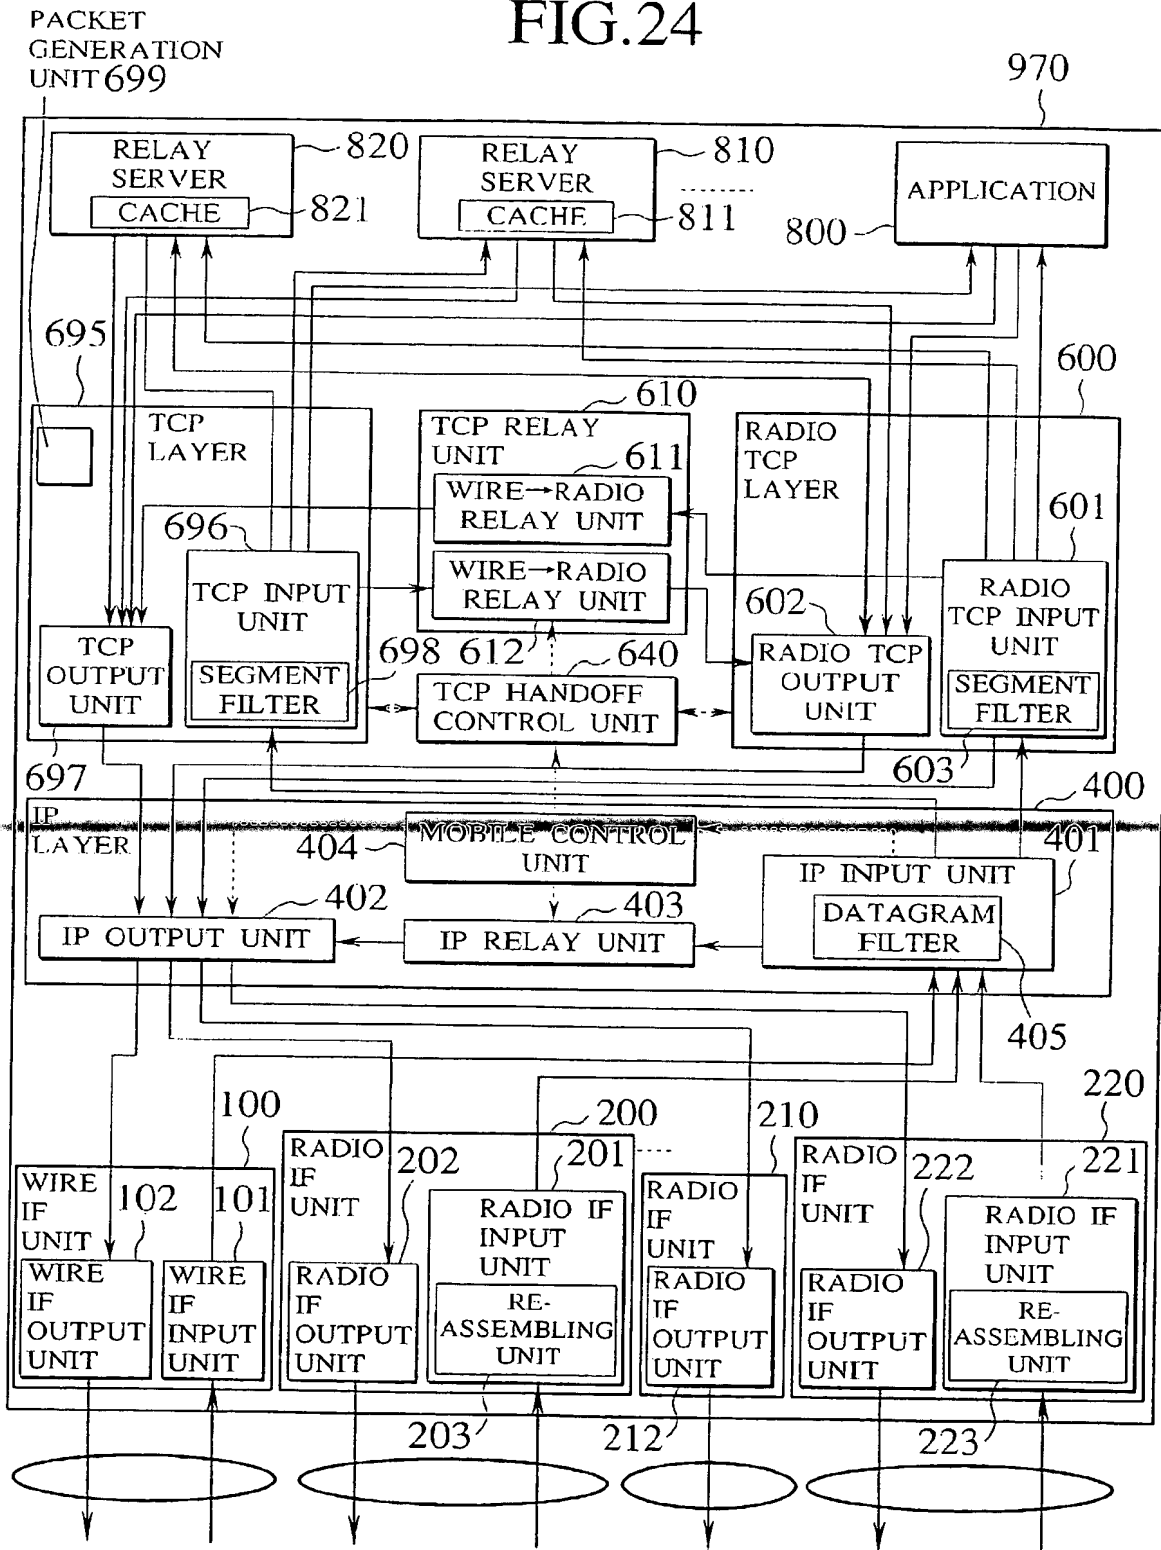 FIG.24
PACKET
GENERATION
UNIT 699
970
RELAY
SERVER
CACHE
820
821
RELAY
SERVER
CACHE
810
811
APPLICATION
800
695
TCP
LAYER
610
TCP RELAY
UNIT
611
WIRE→RADIO
RELAY UNIT
WIRE→RADIO
RELAY UNIT
612
600
RADIO
TCP
LAYER
696
TCP INPUT
UNIT
SEGMENT
FILTER
698
TCP
OUTPUT
UNIT
697
640
TCP HANDOFF
CONTROL UNIT
602
RADIO TCP
OUTPUT
UNIT
601
RADIO
TCP INPUT
UNIT
SEGMENT
FILTER
603
400
IP
LAYER
404
MOBILE CONTROL
UNIT
401
IP INPUT UNIT
DATAGRAM
FILTER
405
402
IP OUTPUT UNIT
403
IP RELAY UNIT
100
WIRE
IF
UNIT
102
101
WIRE
IF
OUTPUT
UNIT
WIRE
IF
INPUT
UNIT
200
RADIO
IF
UNIT
202
201
RADIO
IF
OUTPUT
UNIT
RADIO IF
INPUT
UNIT
RE-
ASSEMBLING
UNIT
203
210
RADIO
IF
UNIT
RADIO
IF
OUTPUT
UNIT
212
220
RADIO
IF
UNIT
222
221
RADIO
IF
OUTPUT
UNIT
RADIO IF
INPUT
UNIT
RE-
ASSEMBLING
UNIT
223